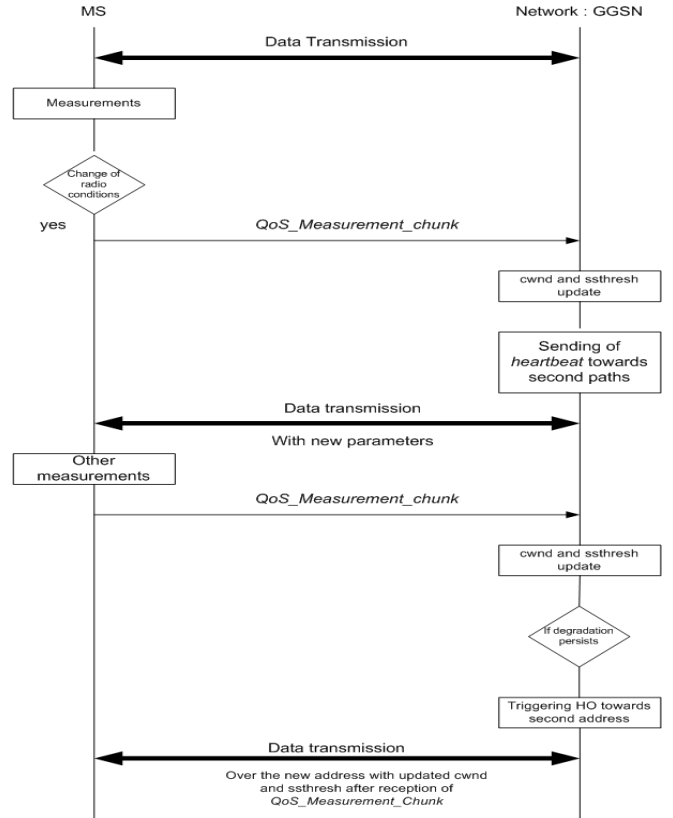 MS
Network : GGSN
Data Transmission
Measurements
Change of
radio
conditions
yes
QoS_Measurement_chunk
cwnd and ssthresh
update
Sending of
heartbeat towards
second paths
Data transmission
With new parameters
Other
measurements
QoS_Measurement_chunk
cwnd and ssthresh
update
If degradation
persists
Triggering HO towards
second address
Data transmission
Over the new address with updated cwnd
and ssthresh after reception of
QoS_Measurement_Chunk